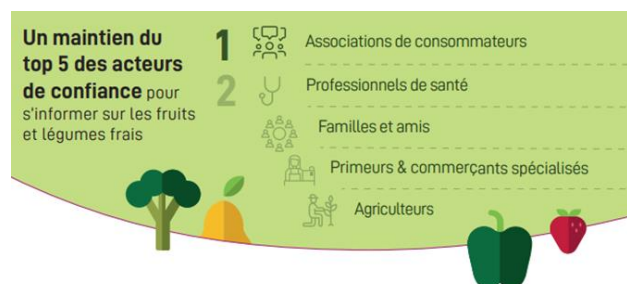 Un maintien du
top 5 des acteurs
de confiance pour
s'informer sur les fruits
et légumes frais
1 Associations de consommateurs
2 Professionnels de santé
Familles et amis
Primeurs & commerçants spécialisés
Agriculteurs